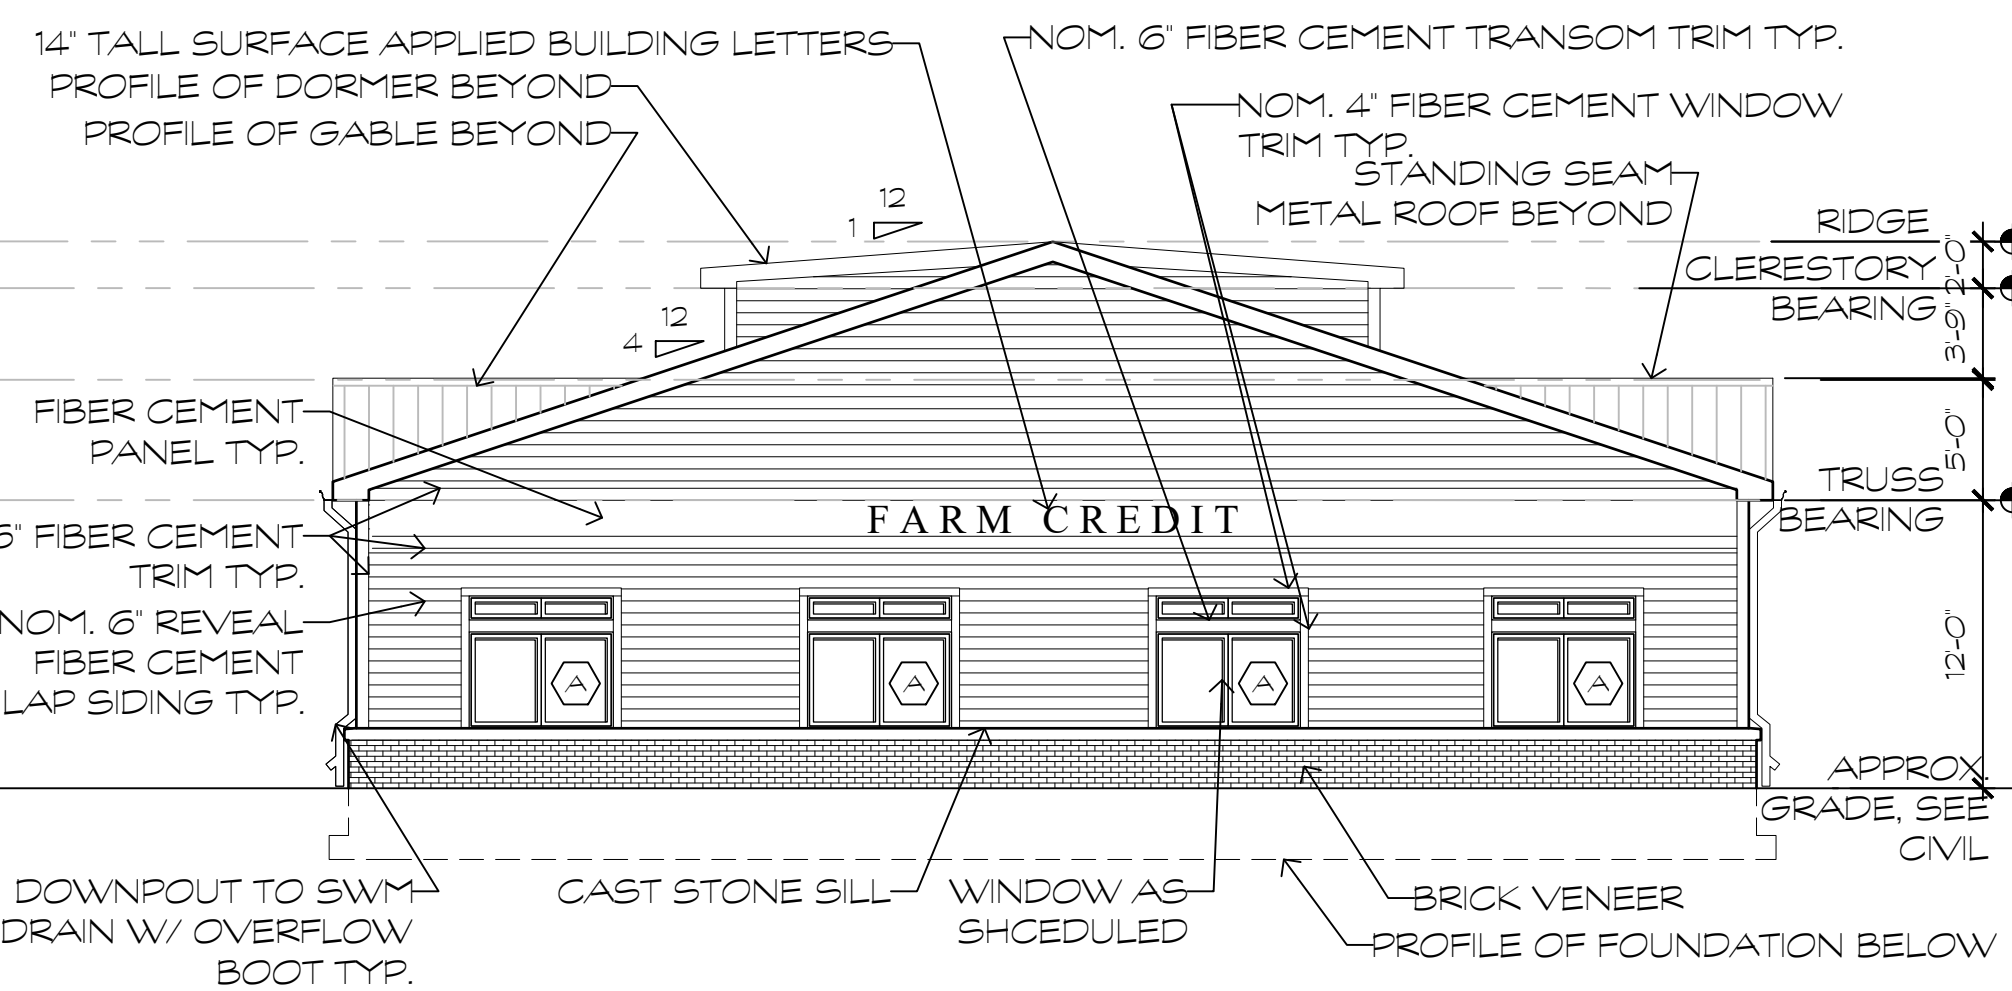 14" TALL SURFACE APPLIED BUILDING LETTERS
PROFILE OF DORMER BEYOND
PROFILE OF GABLE BEYOND
NOM. 6" FIBER CEMENT TRANSOM TRIM TYP.
NOM. 4" FIBER CEMENT WINDOW
TRIM TYP.
STANDING SEAM
METAL ROOF BEYOND
12
1
12
4
RIDGE
2'-0"
CLERESTORY
BEARING
3'-9"
5'-0"
TRUSS
BEARING
12'-0"
APPROX.
GRADE, SEE
CIVIL
FIBER CEMENT
PANEL TYP.
6" FIBER CEMENT
TRIM TYP.
NOM. 6" REVEAL
FIBER CEMENT
LAP SIDING TYP.
FARM CREDIT
A
A
A
A
DOWNPOUT TO SWM
DRAIN W/ OVERFLOW
BOOT TYP.
CAST STONE SILL
WINDOW AS
SHCEDULED
BRICK VENEER
PROFILE OF FOUNDATION BELOW